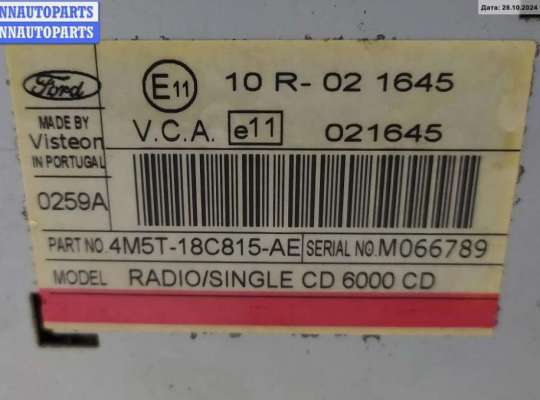 NNAUTOPARTS
INNAUTOPARTS
Дата: 28.10.2024
Ford
E11
10 R- 02 1645
MADE BY
Visteon
IN PORTUGAL
V.C.A.
e11
021645
0259A
PART NO. 4M5T-18C815-AE
SERIAL NO. M066789
MODEL
RADIO/SINGLE CD 6000 CD